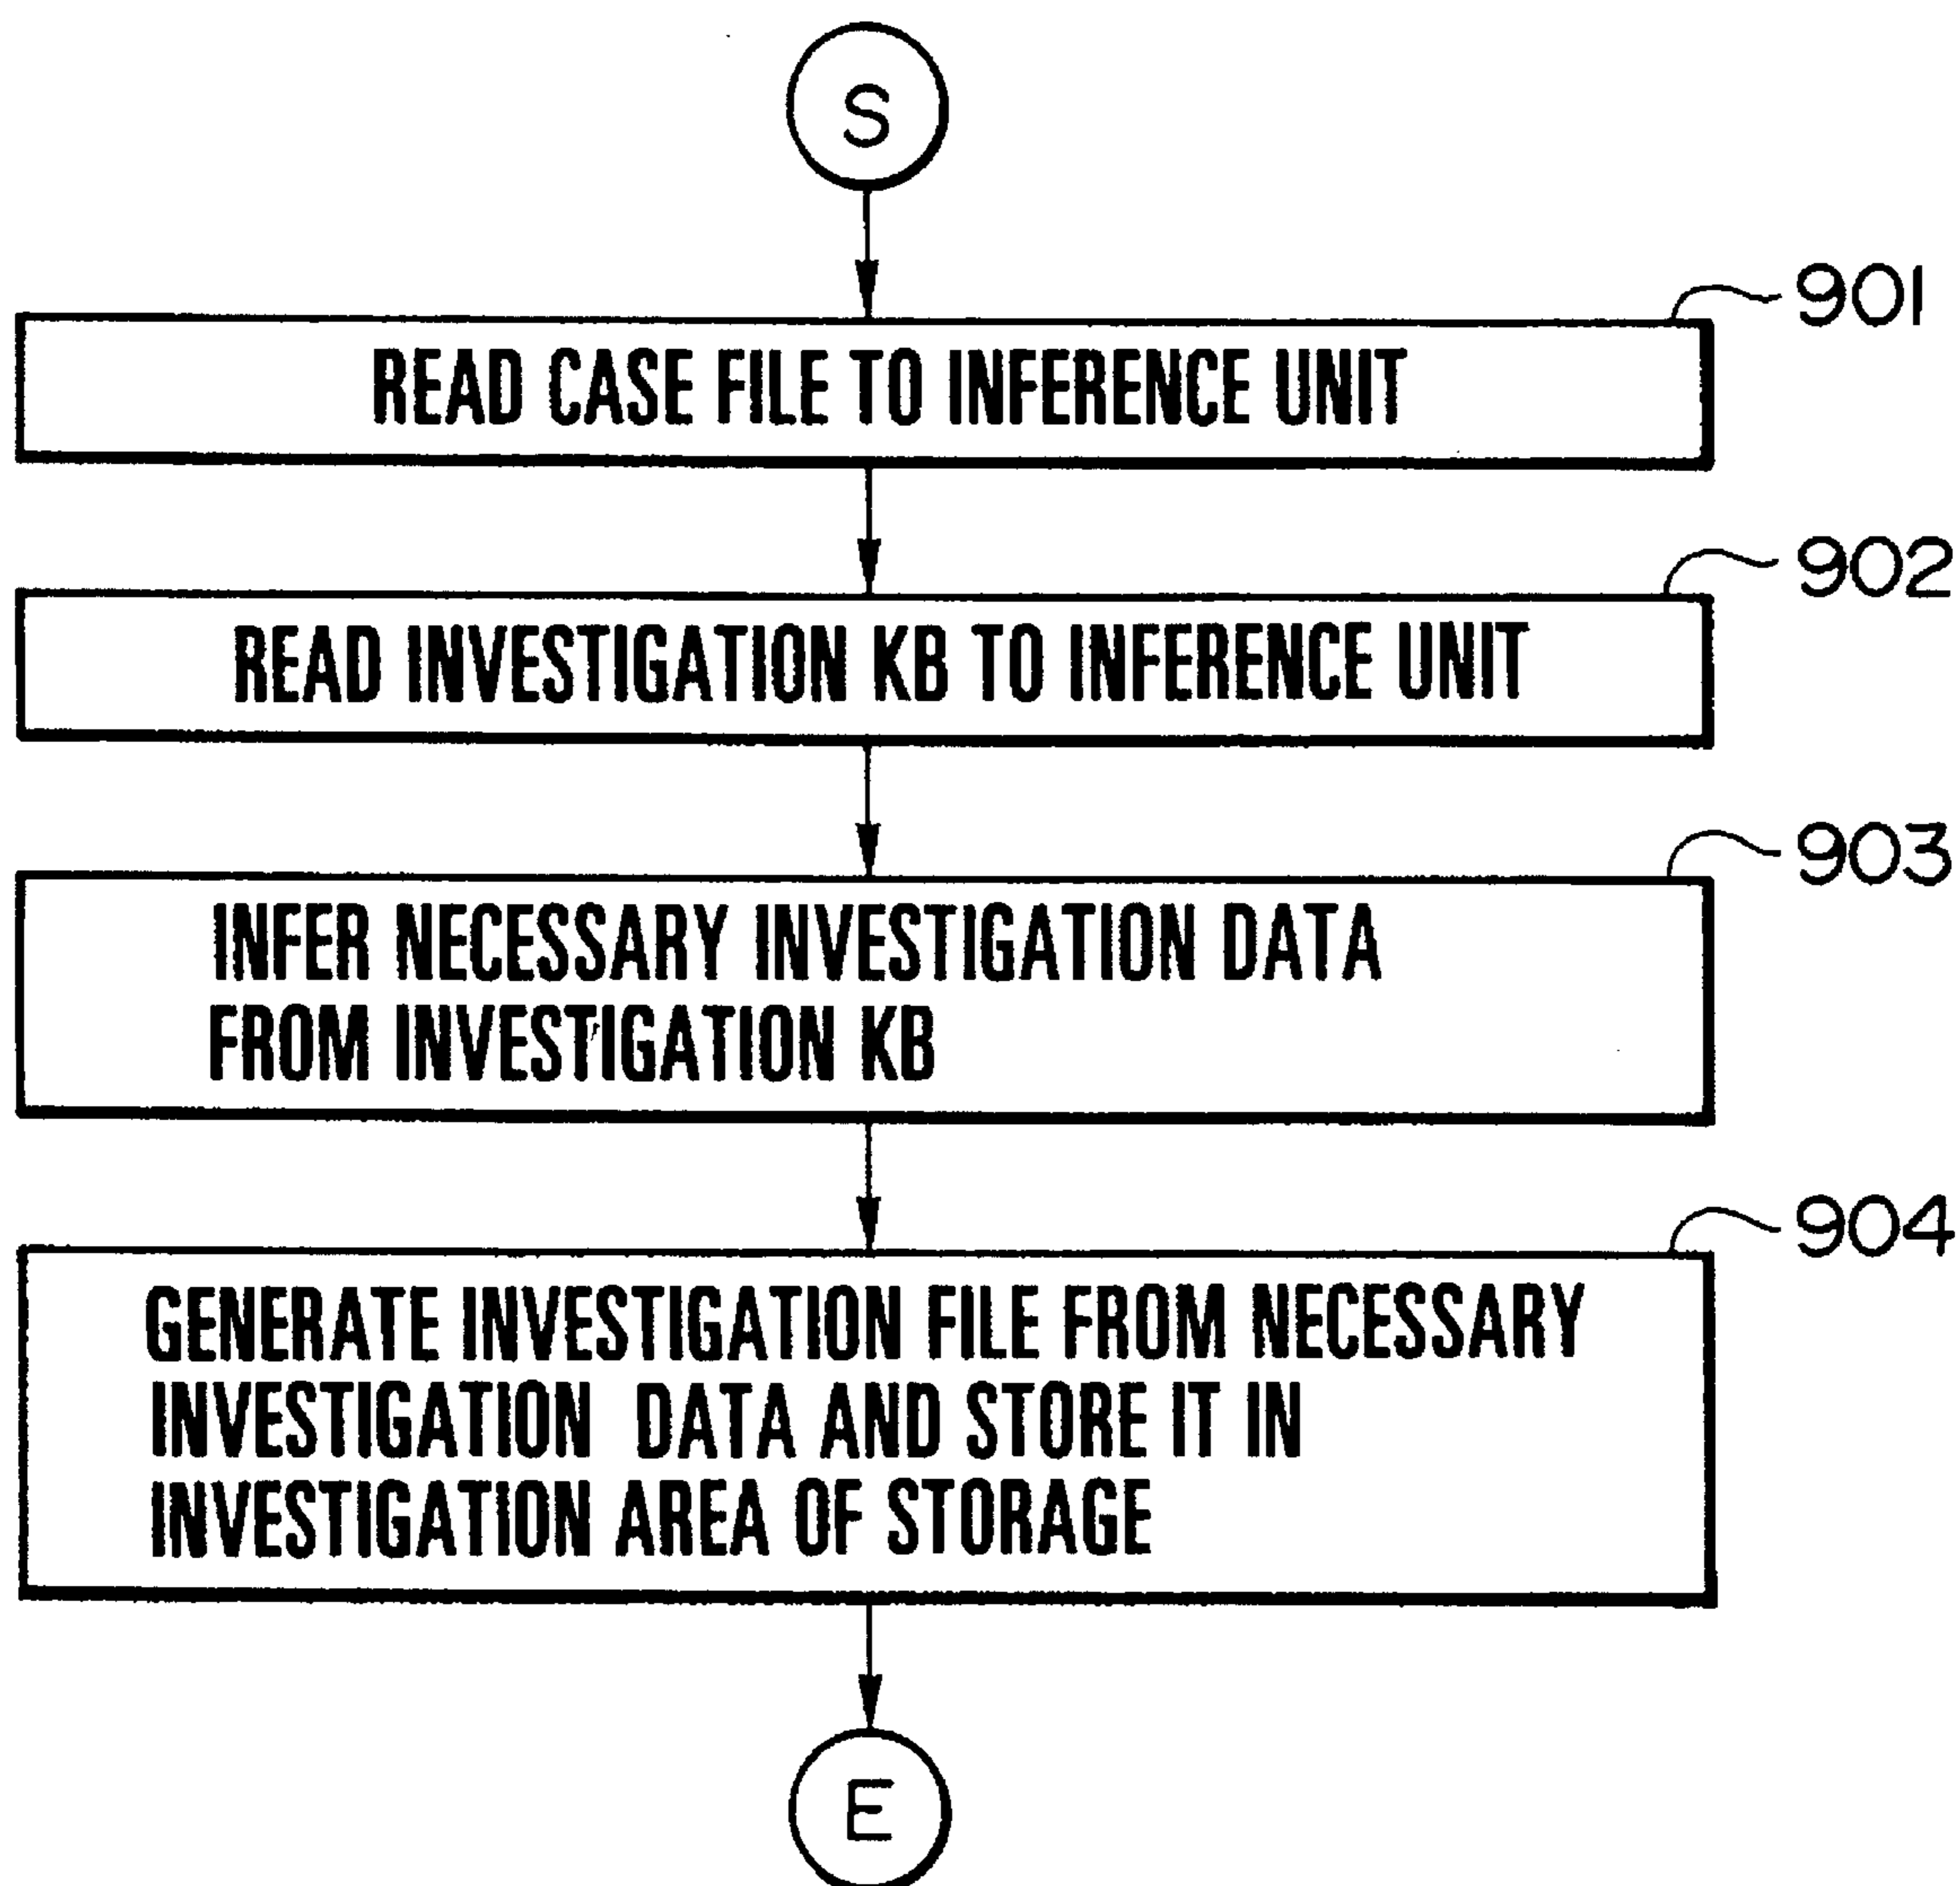 S
901
READ CASE FILE TO INFERENCE UNIT
902
READ INVESTIGATION KB TO INFERENCE UNIT
903
INFER NECESSARY INVESTIGATION DATA
FROM INVESTIGATION KB
904
GENERATE INVESTIGATION FILE FROM NECESSARY
INVESTIGATION DATA AND STORE IT IN
INVESTIGATION AREA OF STORAGE
E